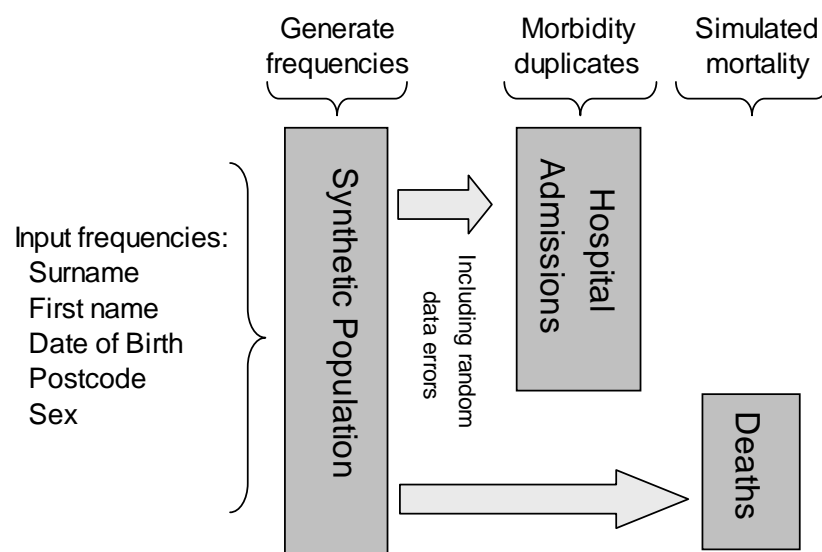 Generate
frequencies
Morbidity
duplicates
Simulated
mortality
Input frequencies:
Surname
First name
Date of Birth
Postcode
Sex
Synthetic Population
Including random
data errors
Hospital
Admissions
Deaths